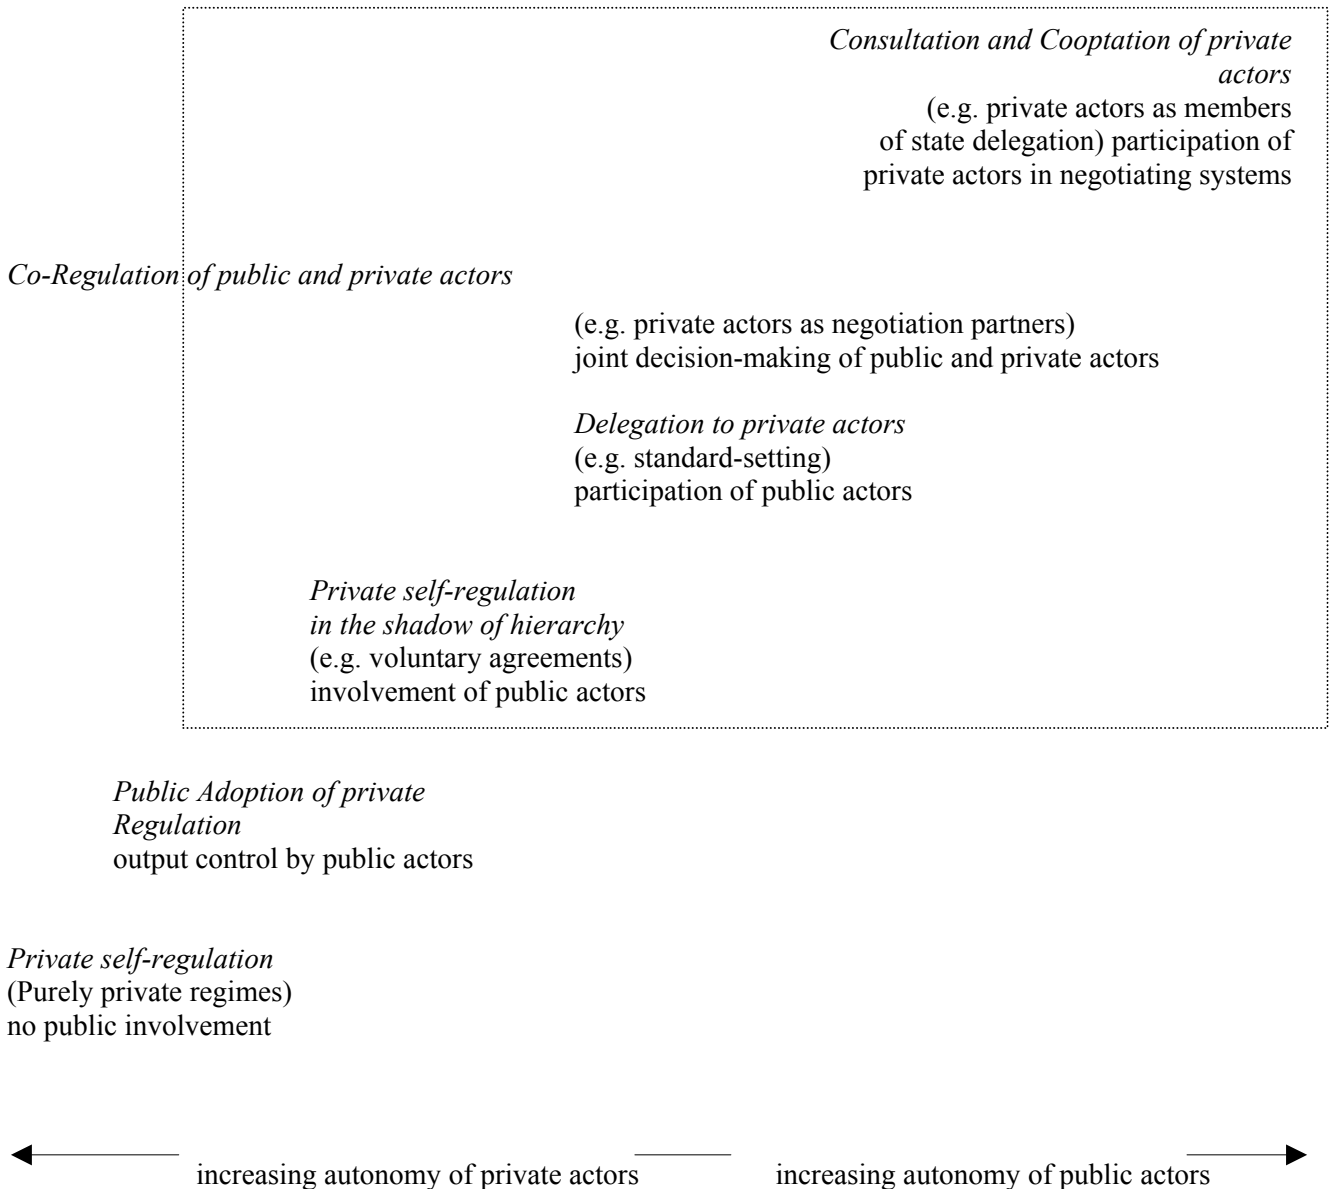 Consultation and Cooptation of private
actors
(e.g. private actors as members
of state delegation) participation of
private actors in negotiating systems
Co-Regulation of public and private actors
(e.g. private actors as negotiation partners)
joint decision-making of public and private actors
Delegation to private actors
(e.g. standard-setting)
participation of public actors
Private self-regulation
in the shadow of hierarchy
(e.g. voluntary agreements)
involvement of public actors
Public Adoption of private
Regulation
output control by public actors
Private self-regulation
(Purely private regimes)
no public involvement
increasing autonomy of private actors increasing autonomy of public actors